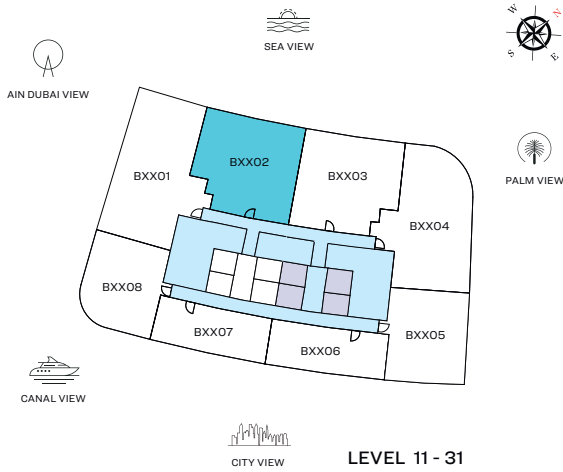 SEA VIEW
W
N
S
E
AIN DUBAI VIEW
PALM VIEW
BXX01
BXX02
BXX03
BXX04
BXX08
BXX07
BXX06
BXX05
CANAL VIEW
CITY VIEW
LEVEL 11 - 31